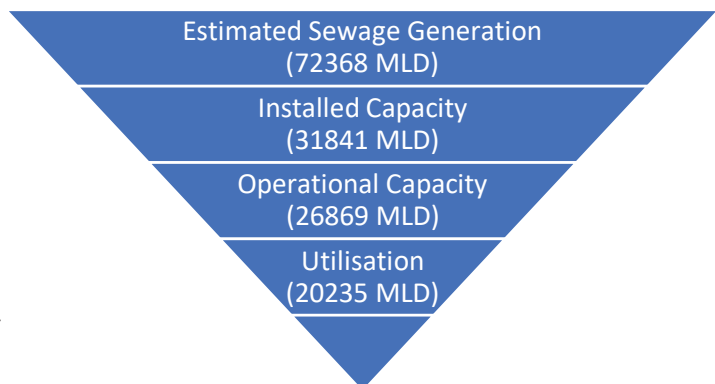 Estimated Sewage Generation
(72368 MLD)
Installed Capacity
(31841 MLD)
Operational Capacity
(26869 MLD)
Utilisation
(20235 MLD)